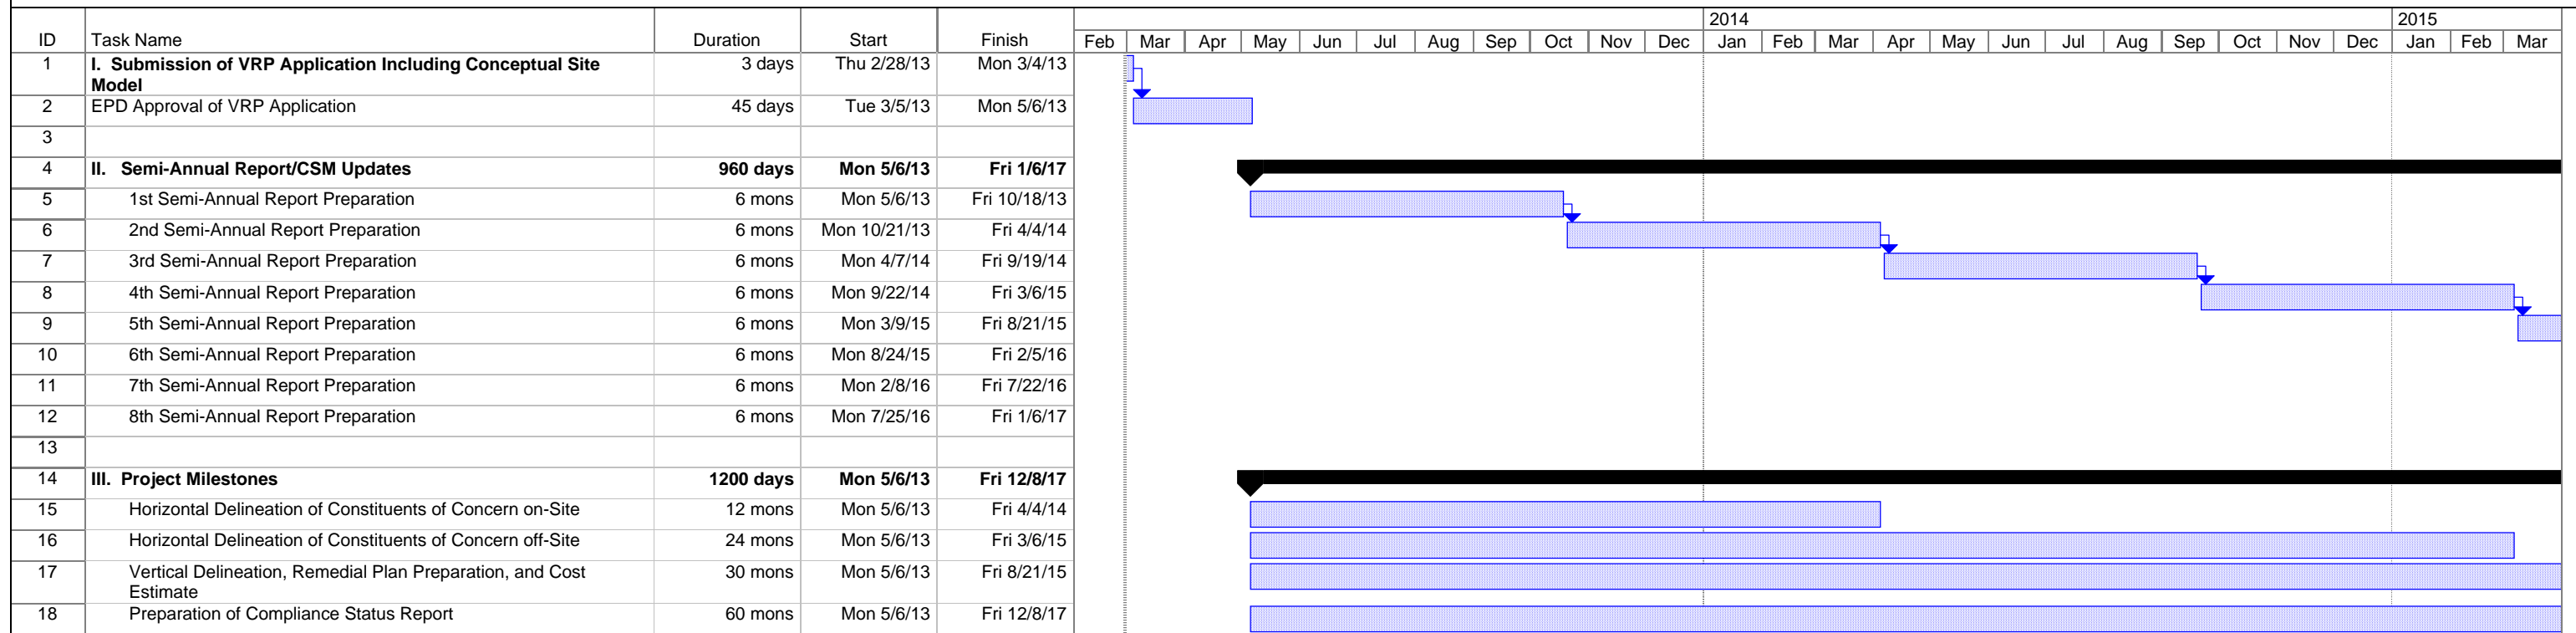 2014 2015
ID Task Name Duration Start Finish Feb Mar Apr May Jun Jul Aug Sep Oct Nov Dec Jan Feb Mar Apr May Jun Jul Aug Sep Oct Nov Dec Jan Feb Mar
1 I. Submission of VRP Application Including Conceptual Site 3 days Thu 2/28/13 Mon 3/4/13
Model
2 EPD Approval of VRP Application 45 days Tue 3/5/13 Mon 5/6/13
3
4 II. Semi-Annual Report/CSM Updates 960 days Mon 5/6/13 Fri 1/6/17
5 1st Semi-Annual Report Preparation 6 mons Mon 5/6/13 Fri 10/18/13
6 2nd Semi-Annual Report Preparation 6 mons Mon 10/21/13 Fri 4/4/14
7 3rd Semi-Annual Report Preparation 6 mons Mon 4/7/14 Fri 9/19/14
8 4th Semi-Annual Report Preparation 6 mons Mon 9/22/14 Fri 3/6/15
9 5th Semi-Annual Report Preparation 6 mons Mon 3/9/15 Fri 8/21/15
10 6th Semi-Annual Report Preparation 6 mons Mon 8/24/15 Fri 2/5/16
11 7th Semi-Annual Report Preparation 6 mons Mon 2/8/16 Fri 7/22/16
12 8th Semi-Annual Report Preparation 6 mons Mon 7/25/16 Fri 1/6/17
13
14 III. Project Milestones 1200 days Mon 5/6/13 Fri 12/8/17
15 Horizontal Delineation of Constituents of Concern on-Site 12 mons Mon 5/6/13 Fri 4/4/14
16 Horizontal Delineation of Constituents of Concern off-Site 24 mons Mon 5/6/13 Fri 3/6/15
17 Vertical Delineation, Remedial Plan Preparation, and Cost 30 mons Mon 5/6/13 Fri 8/21/15
Estimate
18 Preparation of Compliance Status Report 60 mons Mon 5/6/13 Fri 12/8/17